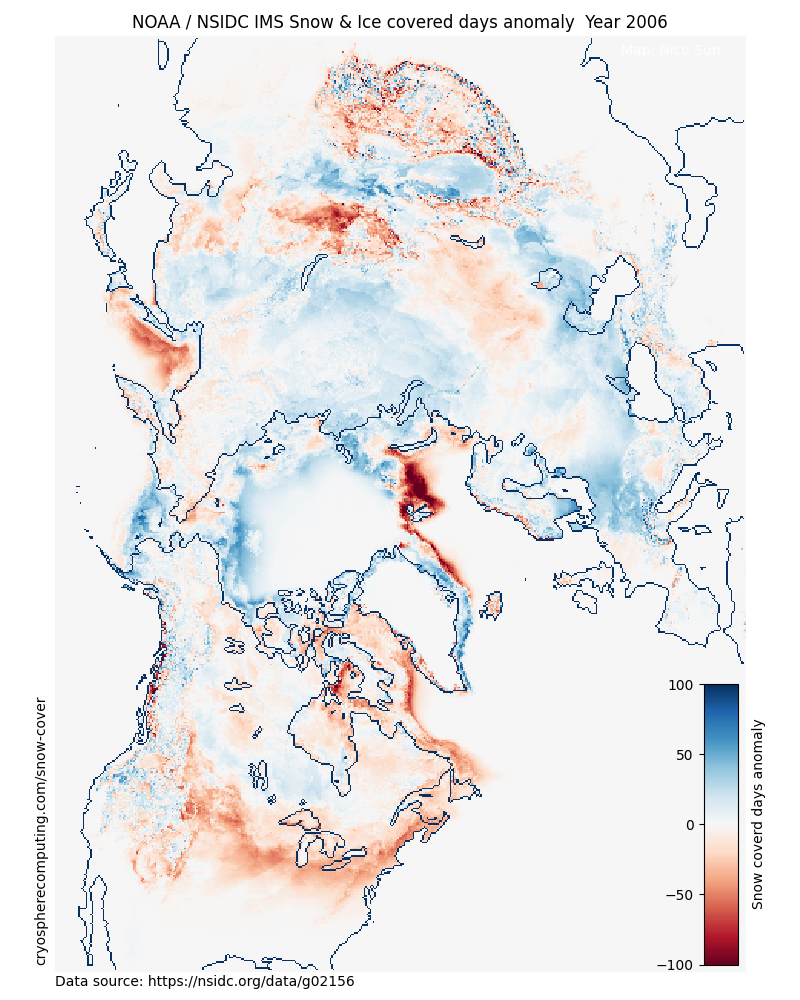 NOAA / NSIDC IMS Snow & Ice covered days anomaly  Year 2006
Map: Nico Sun
100
50
0
−50
−100
Snow coverd days anomaly
cryospherecomputing.com/snow-cover
Data source: https://nsidc.org/data/g02156